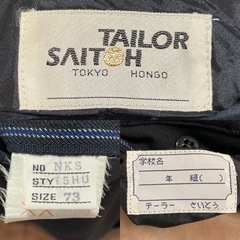 TAILOR
SAITOH
TOKYO HONGO
NO NKS
STY ISHU
SIZE 73
学校名
年 組( )
テーラー さいとう